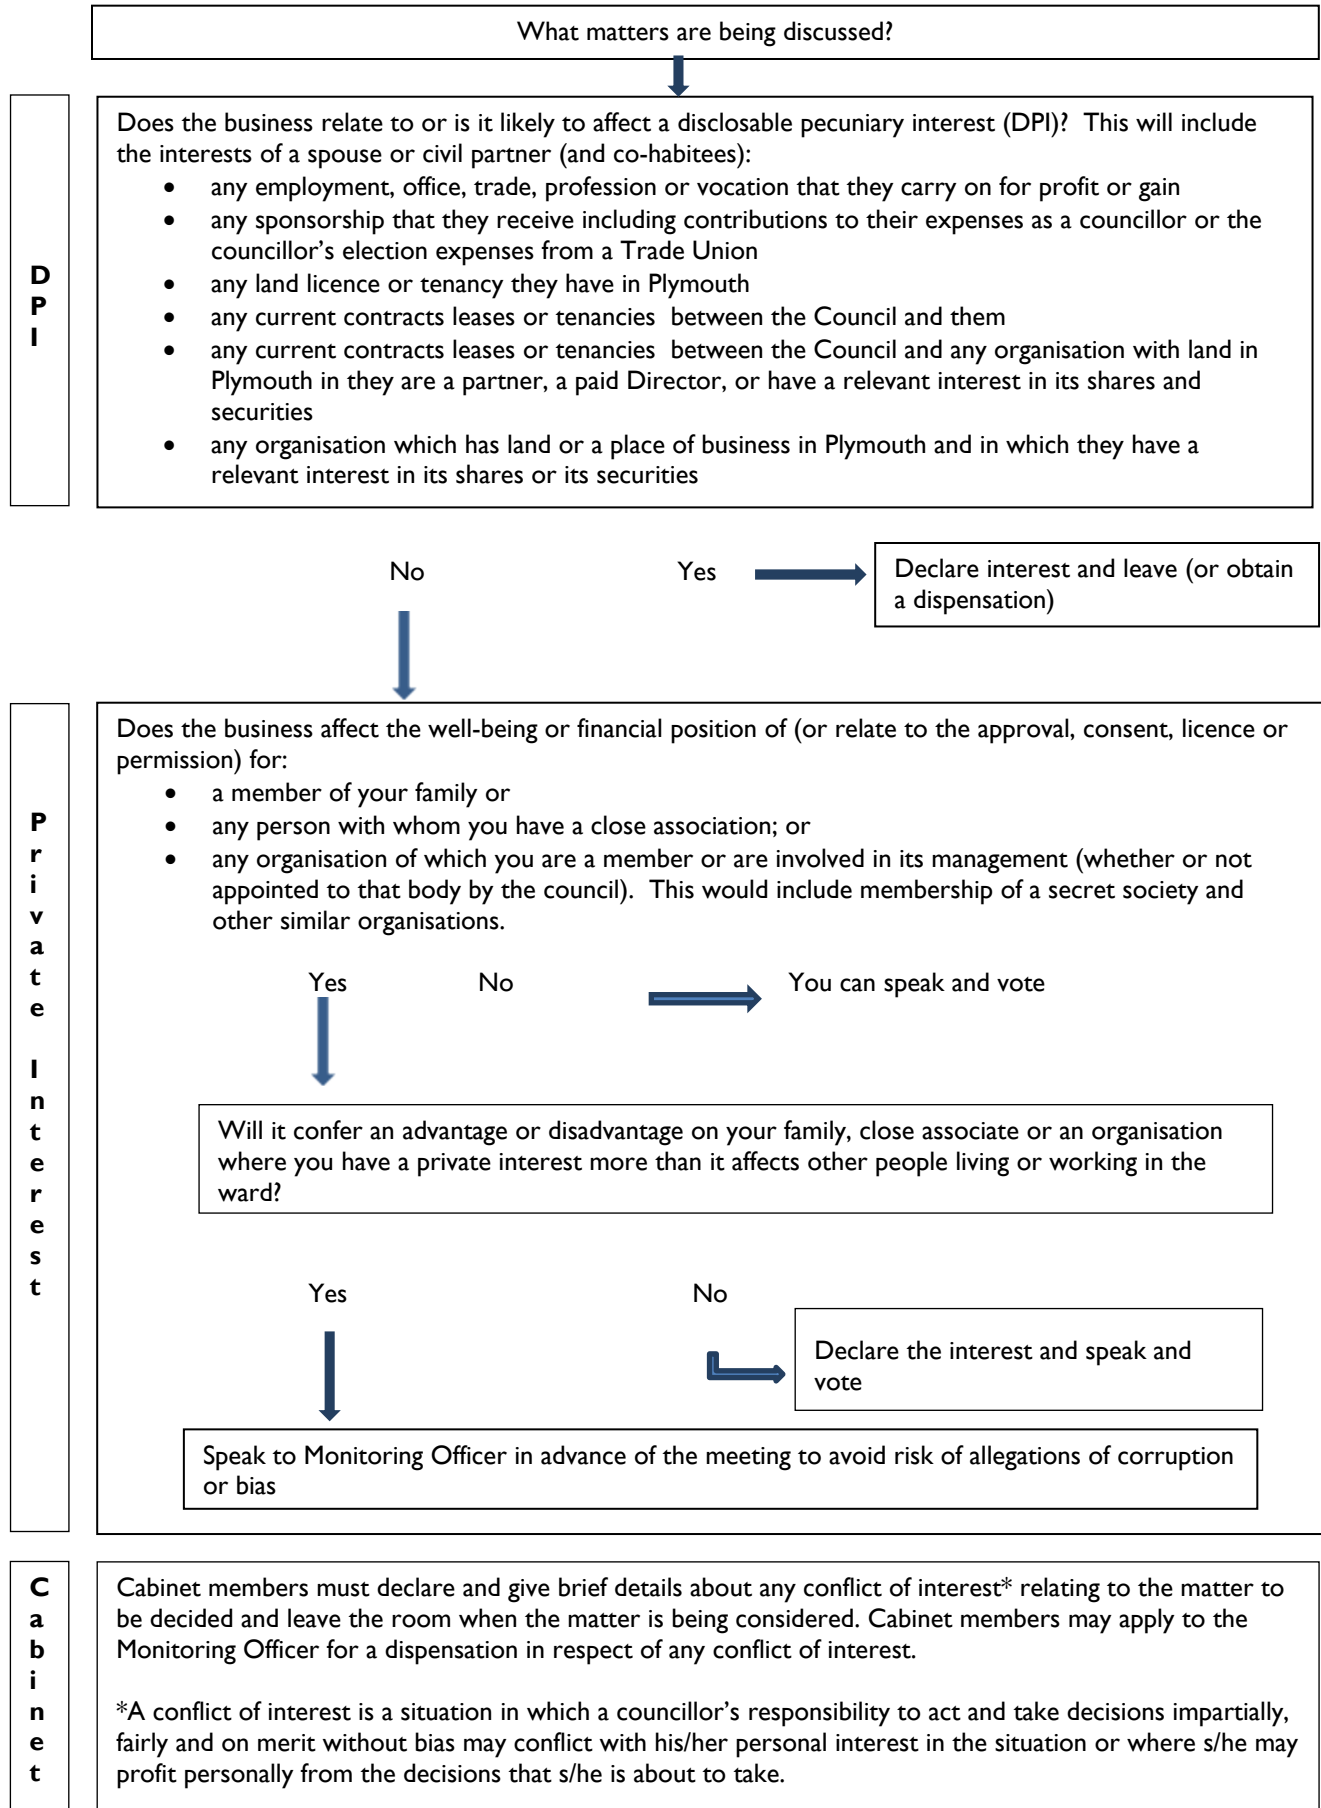 What matters are being discussed?
D
P
I
Does the business relate to or is it likely to affect a disclosable pecuniary interest (DPI)?  This will include
the interests of a spouse or civil partner (and co-habitees):
• any employment, office, trade, profession or vocation that they carry on for profit or gain
• any sponsorship that they receive including contributions to their expenses as a councillor or the
councillor's election expenses from a Trade Union
• any land licence or tenancy they have in Plymouth
• any current contracts leases or tenancies  between the Council and them
• any current contracts leases or tenancies  between the Council and any organisation with land in
Plymouth in they are a partner, a paid Director, or have a relevant interest in its shares and
securities
• any organisation which has land or a place of business in Plymouth and in which they have a
relevant interest in its shares or its securities
No
Yes
Declare interest and leave (or obtain
a dispensation)
P
r
i
v
a
t
e
I
n
t
e
r
e
s
t
Does the business affect the well-being or financial position of (or relate to the approval, consent, licence or
permission) for:
• a member of your family or
• any person with whom you have a close association; or
• any organisation of which you are a member or are involved in its management (whether or not
appointed to that body by the council).  This would include membership of a secret society and
other similar organisations.
Yes
No
You can speak and vote
Will it confer an advantage or disadvantage on your family, close associate or an organisation
where you have a private interest more than it affects other people living or working in the
ward?
Yes
No
Declare the interest and speak and
vote
Speak to Monitoring Officer in advance of the meeting to avoid risk of allegations of corruption
or bias
C
a
b
i
n
e
t
Cabinet members must declare and give brief details about any conflict of interest* relating to the matter to
be decided and leave the room when the matter is being considered. Cabinet members may apply to the
Monitoring Officer for a dispensation in respect of any conflict of interest.
*A conflict of interest is a situation in which a councillor's responsibility to act and take decisions impartially,
fairly and on merit without bias may conflict with his/her personal interest in the situation or where s/he may
profit personally from the decisions that s/he is about to take.